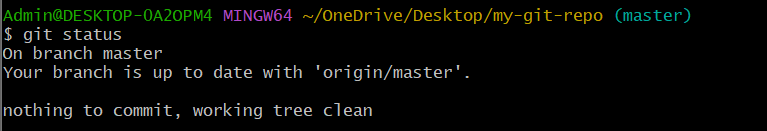 Admin@DESKTOP-OA2OPM4 MINGW64 ~/OneDrive/Desktop/my-git-repo (master)
$ git status
On branch master
Your branch is up to date with 'origin/master'.
nothing to commit, working tree clean